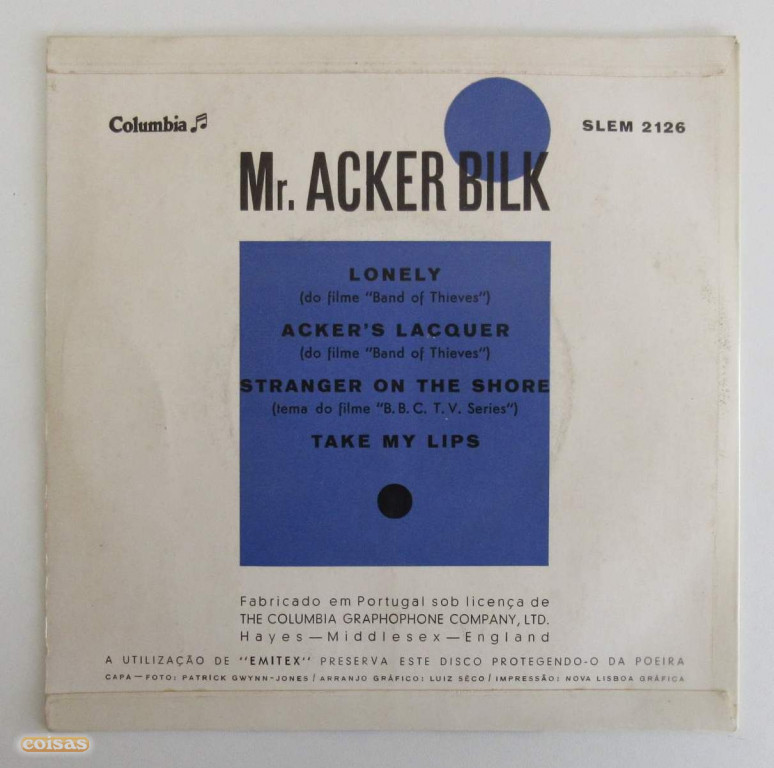 Columbia
SLEM 2126
Mr. ACKER BILK
LONELY
(do filme "Band of Thieves")
ACKER'S LACQUER
(do filme "Band of Thieves")
STRANGER ON THE SHORE
(tema do filme "B.B.C. T.V. Series")
TAKE MY LIPS
Fabricado em Portugal sob licença de
THE COLUMBIA GRAPHOPHONE COMPANY, LTD.
Hayes — Middlesex — England
A UTILIZAÇÃO DE "EMITEX" PRESERVA ESTE DISCO PROTEGENDO-O DA POEIRA
CAPA — FOTO: PATRICK GWYNN-JONES / ARRANJO GRÁFICO: LUIZ SÊCO / IMPRESSÃO: NOVA LISBOA GRÁFICA
coisas